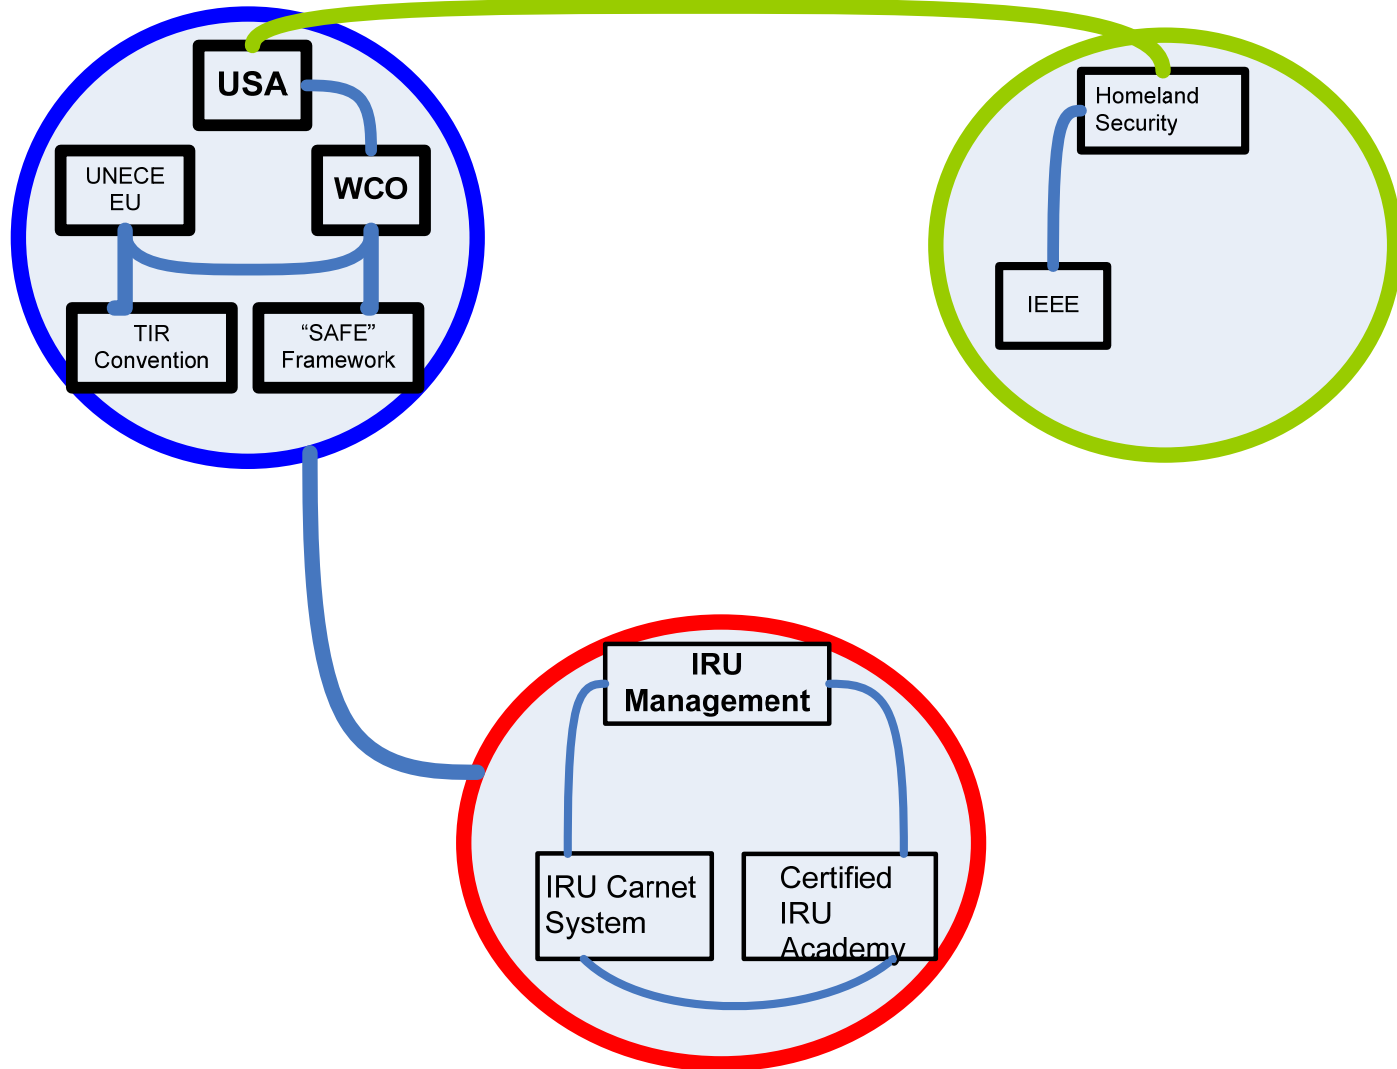 USA
UNECE
EU
WCO
TIR
Convention
“SAFE”
Framework
Homeland
Security
IEEE
IRU
Management
IRU Carnet
System
Certified
IRU
Academy